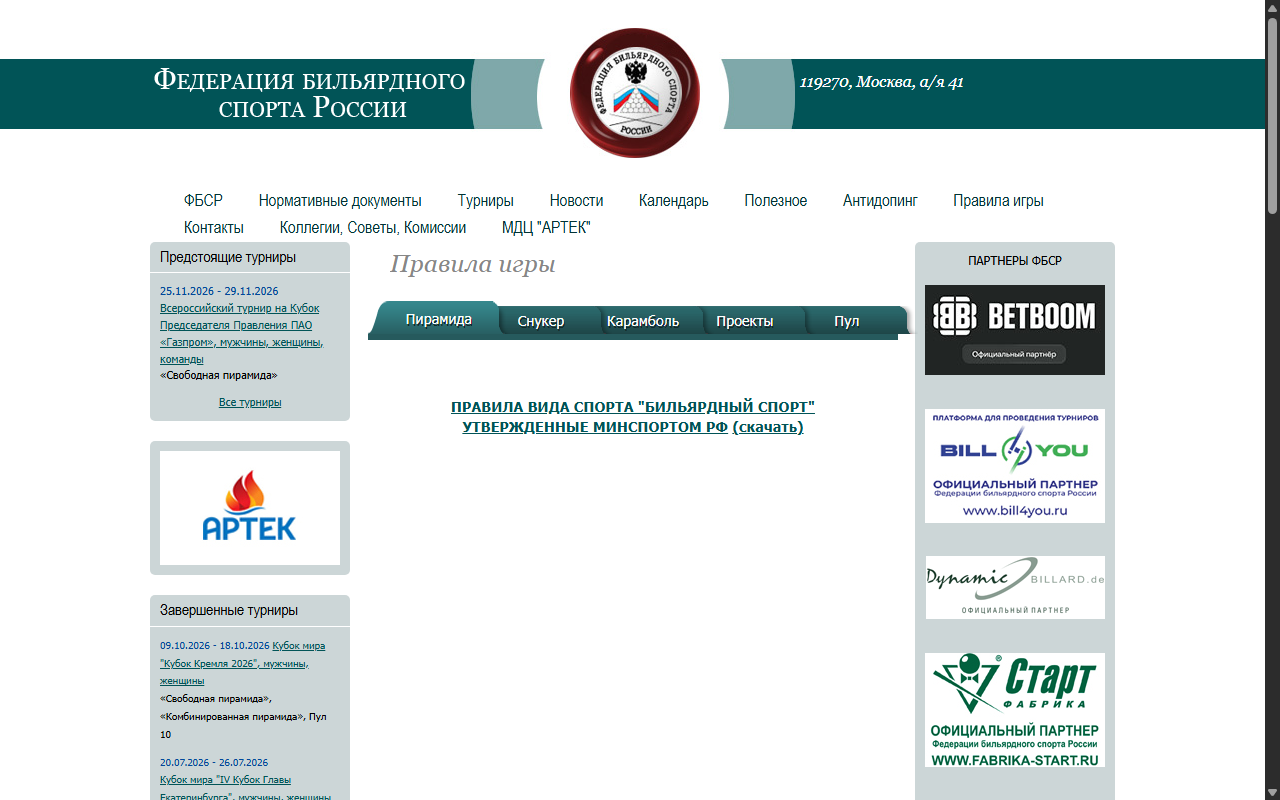 Федерация бильярдного
спорта России
ФЕДЕРАЦИЯ БИЛЬЯРДНОГО СПОРТА
РОССИИ
119270, Москва, а/я 41
ФБСР Нормативные документы Турниры Новости Календарь Полезное Антидопинг Правила игры
Контакты Коллегии, Советы, Комиссии МДЦ "АРТЕК"
Предстоящие турниры
25.11.2026 - 29.11.2026
Всероссийский турнир на Кубок
Председателя Правления ПАО
«Газпром», мужчины, женщины,
команды
«Свободная пирамида»
Все турниры
АРТЕК
Завершенные турниры
09.10.2026 - 18.10.2026 Кубок мира
"Кубок Кремля 2026", мужчины,
женщины
«Свободная пирамида»,
«Комбинированная пирамида», Пул
10
20.07.2026 - 26.07.2026
Кубок мира "IV Кубок Главы
Екатеринбурга", мужчины, женщины
Правила игры
Пирамида Снукер Карамболь Проекты Пул
ПРАВИЛА ВИДА СПОРТА "БИЛЬЯРДНЫЙ СПОРТ"
УТВЕРЖДЕННЫЕ МИНСПОРТОМ РФ (скачать)
ПАРТНЕРЫ ФБСР
BETBOOM
Официальный партнёр
ПЛАТФОРМА ДЛЯ ПРОВЕДЕНИЯ ТУРНИРОВ
BILL 4 YOU
ОФИЦИАЛЬНЫЙ ПАРТНЕР
Федерации бильярдного спорта России
www.bill4you.ru
Dynamic BILLARD.de
ОФИЦИАЛЬНЫЙ ПАРТНЕР
Старт®
ФАБРИКА
ОФИЦИАЛЬНЫЙ ПАРТНЕР
Федерации бильярдного спорта России
WWW.FABRIKA-START.RU